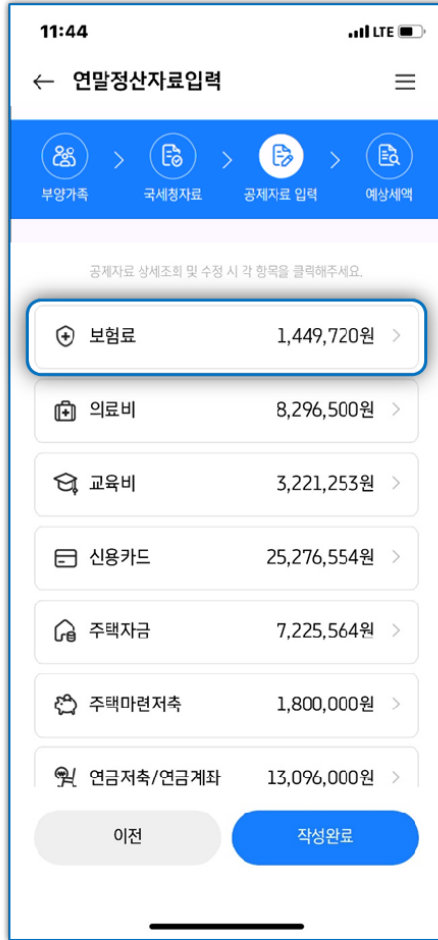 11:44 LTE
연말정산자료입력
부양가족 국세청자료 공제자료 입력 예상세액
공제자료 상세조회 및 수정 시 각 항목을 클릭해주세요.
보험료 1,449,720원
의료비 8,296,500원
교육비 3,221,253원
신용카드 25,276,554원
주택자금 7,225,564원
주택마련저축 1,800,000원
연금저축/연금계좌 13,096,000원
이전 작성완료